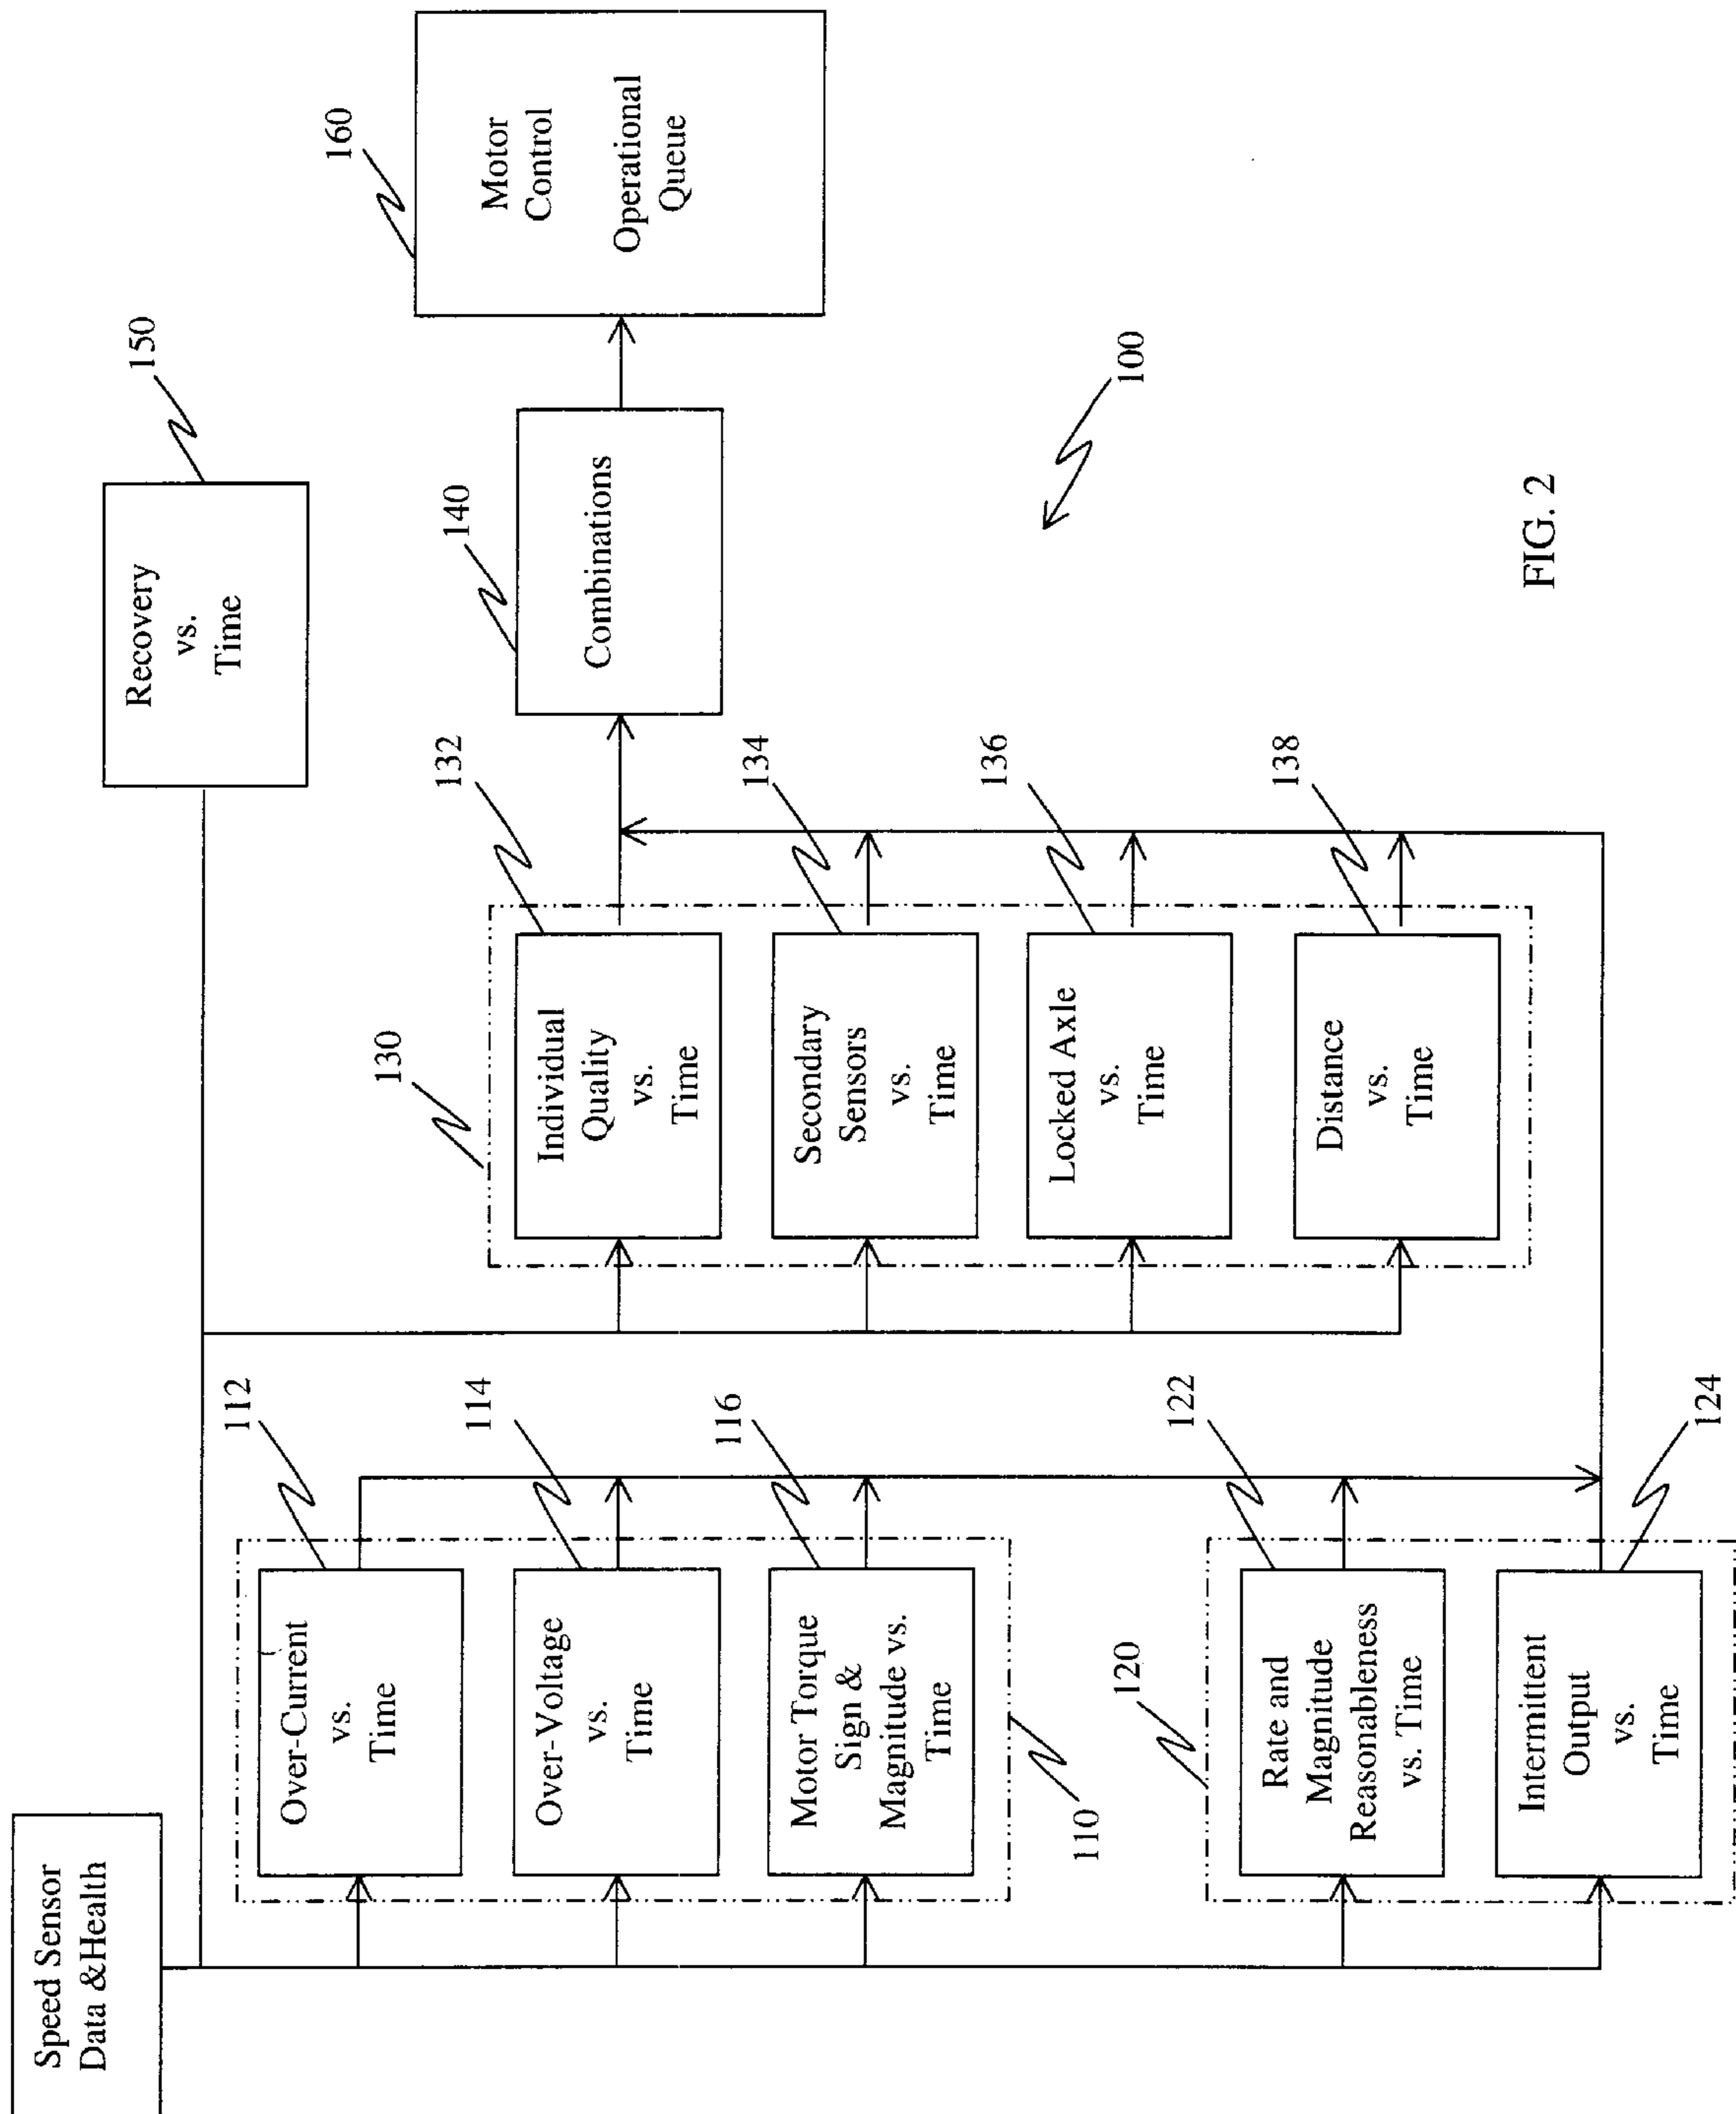 Speed Sensor
Data &Health
Over-Current
vs.
Time
112
Over-Voltage
vs.
Time
114
Motor Torque
Sign &
Magnitude vs.
Time
116
110
Rate and
Magnitude
Reasonableness
vs. Time
122
120
Intermittent
Output
vs.
Time
124
130
Individual
Quality
vs.
Time
132
Secondary
Sensors
vs.
Time
134
Locked Axle
vs.
Time
136
Distance
vs.
Time
138
Recovery
vs.
Time
150
Combinations
140
Motor
Control
Operational
Queue
160
100
FIG. 2